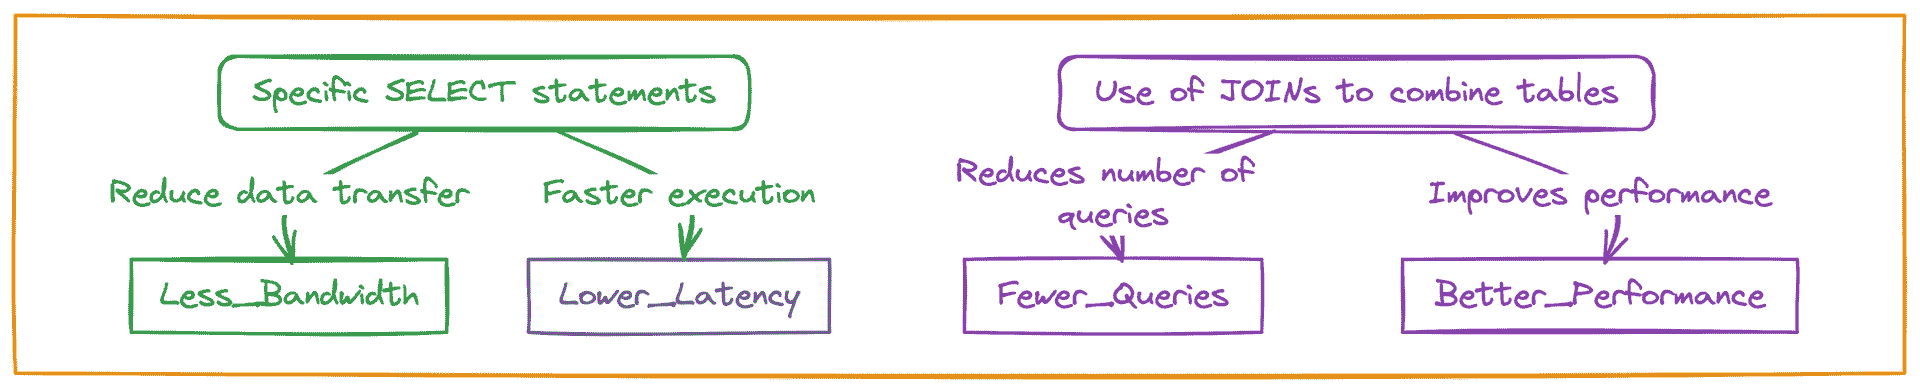 Specific SELECT statements
Use of JOINs to combine tables
Reduce data transfer
Faster execution
Reduces number of
queries
Improves performance
Less_Bandwidth
Lower_Latency
Fewer_Queries
Better_Performance